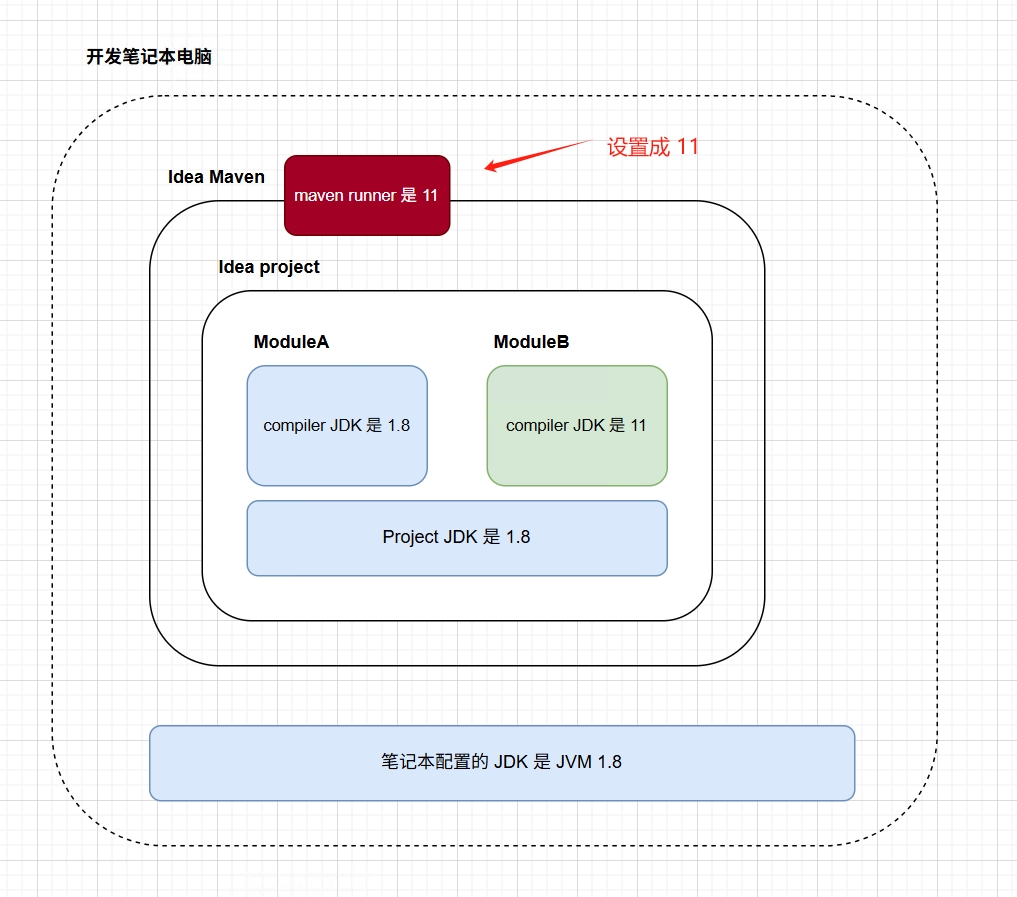 开发笔记本电脑
设置成 11
Idea Maven
maven runner 是 11
Idea project
ModuleA
ModuleB
compiler JDK 是 1.8
compiler JDK 是 11
Project JDK 是 1.8
笔记本配置的 JDK 是 JVM 1.8